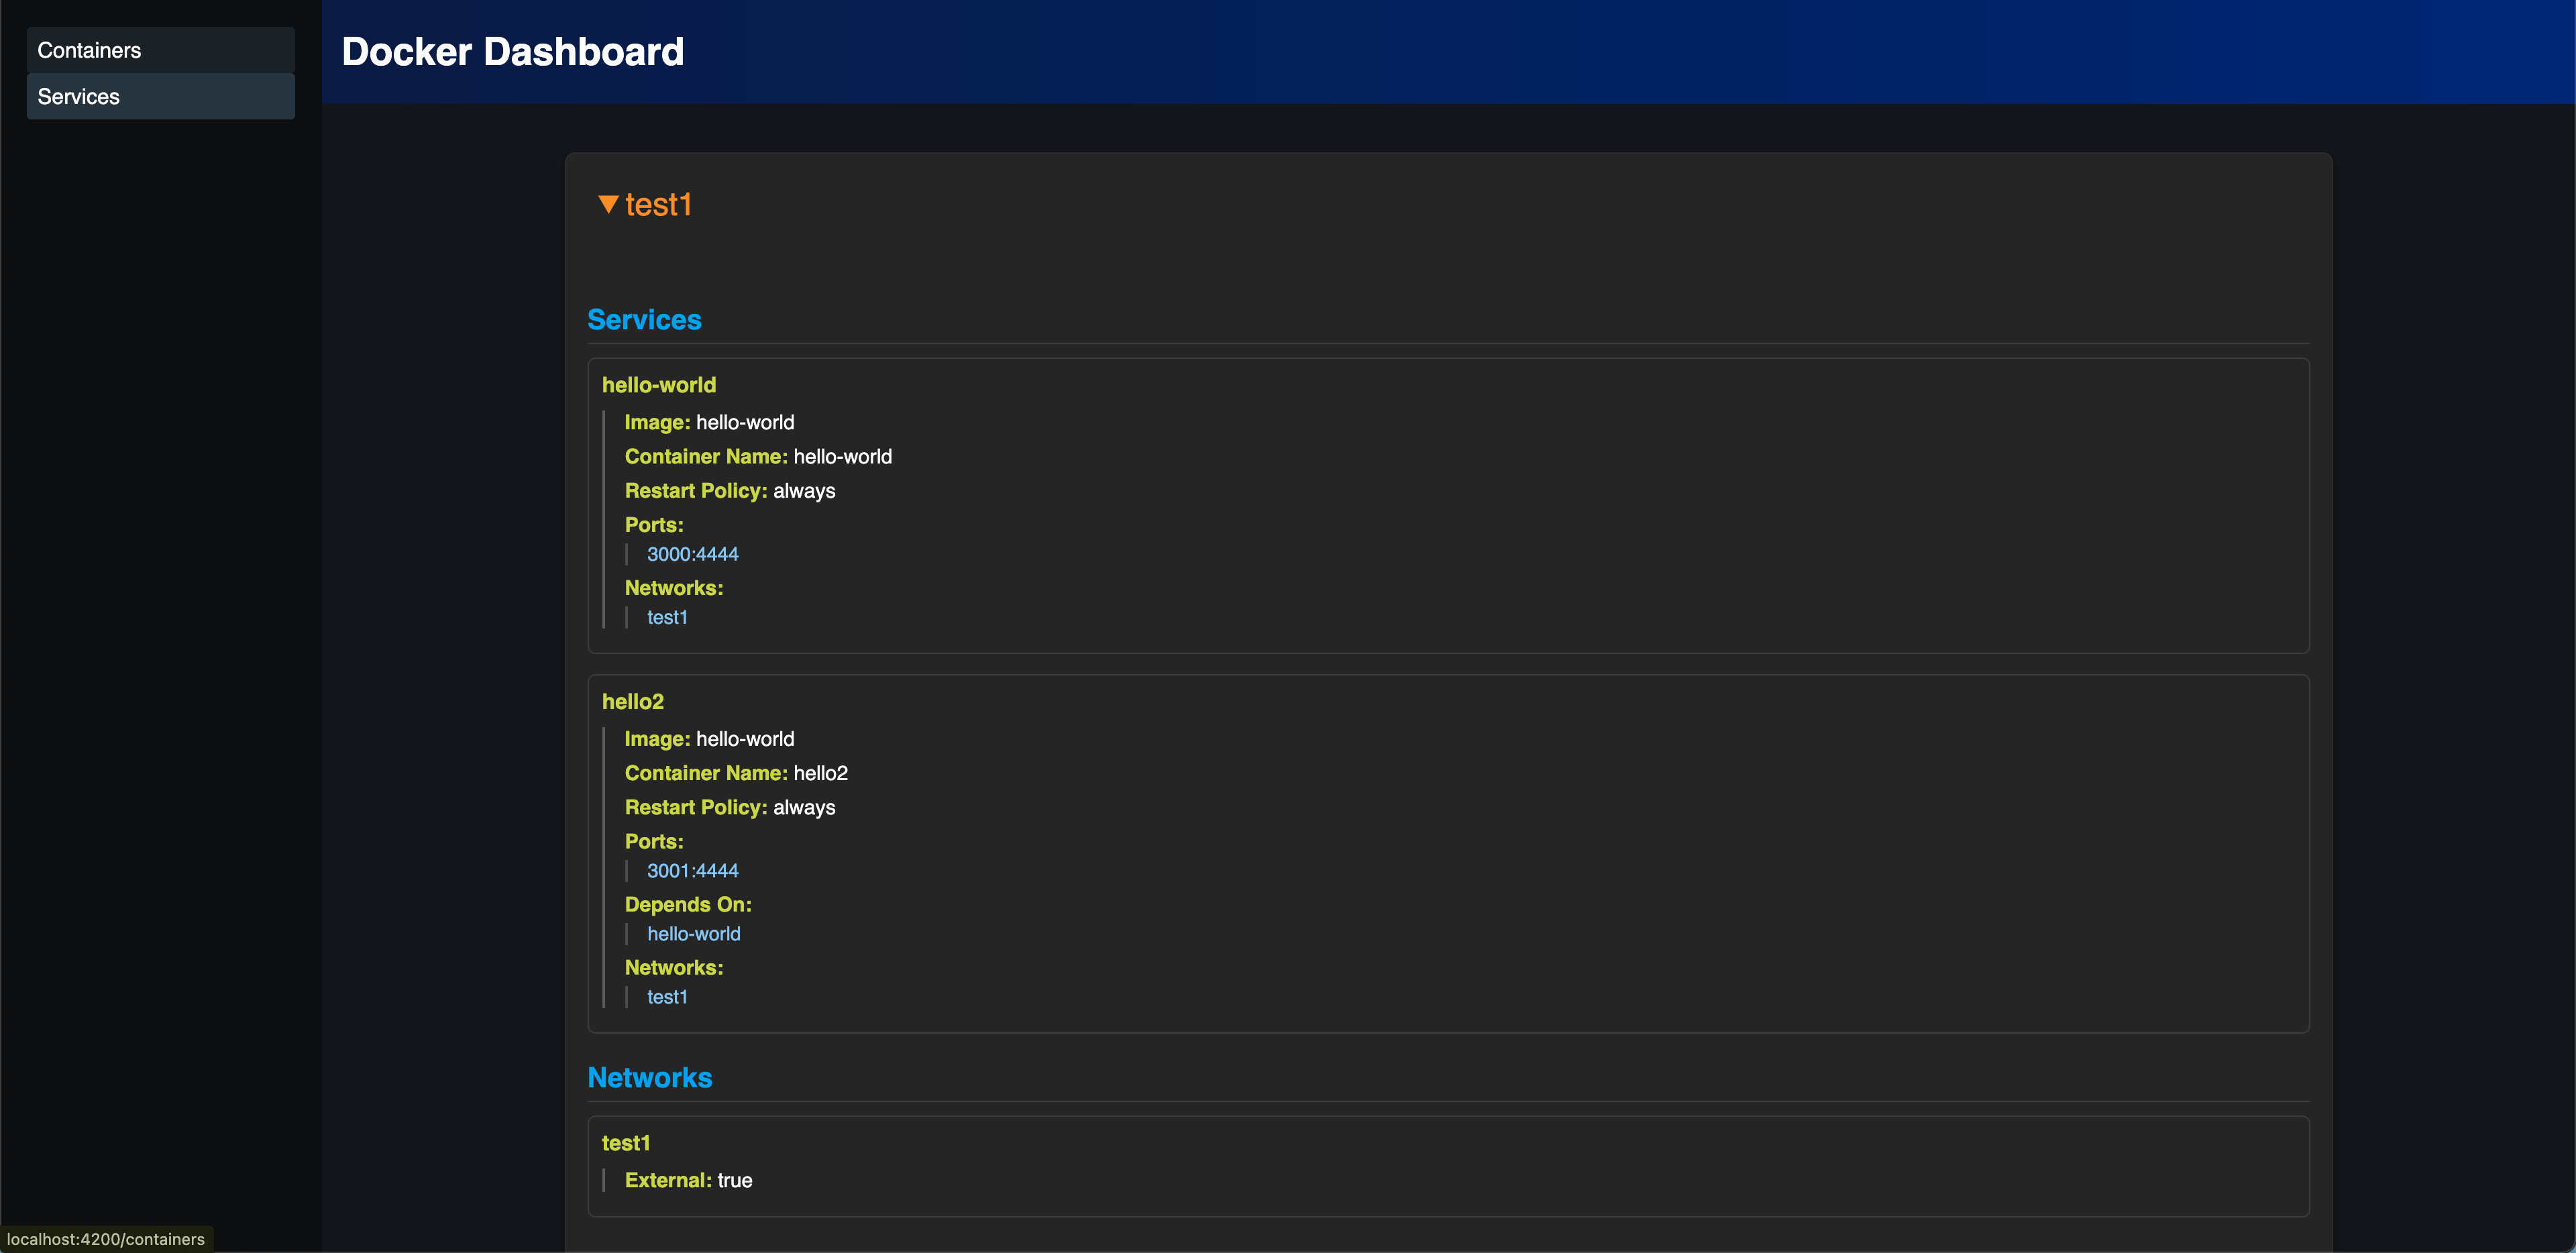 Containers
Services
Docker Dashboard
test1
Services
hello-world
Image: hello-world
Container Name: hello-world
Restart Policy: always
Ports:
3000:4444
Networks:
test1
hello2
Image: hello-world
Container Name: hello2
Restart Policy: always
Ports:
3001:4444
Depends On:
hello-world
Networks:
test1
Networks
test1
External: true
localhost:4200/containers